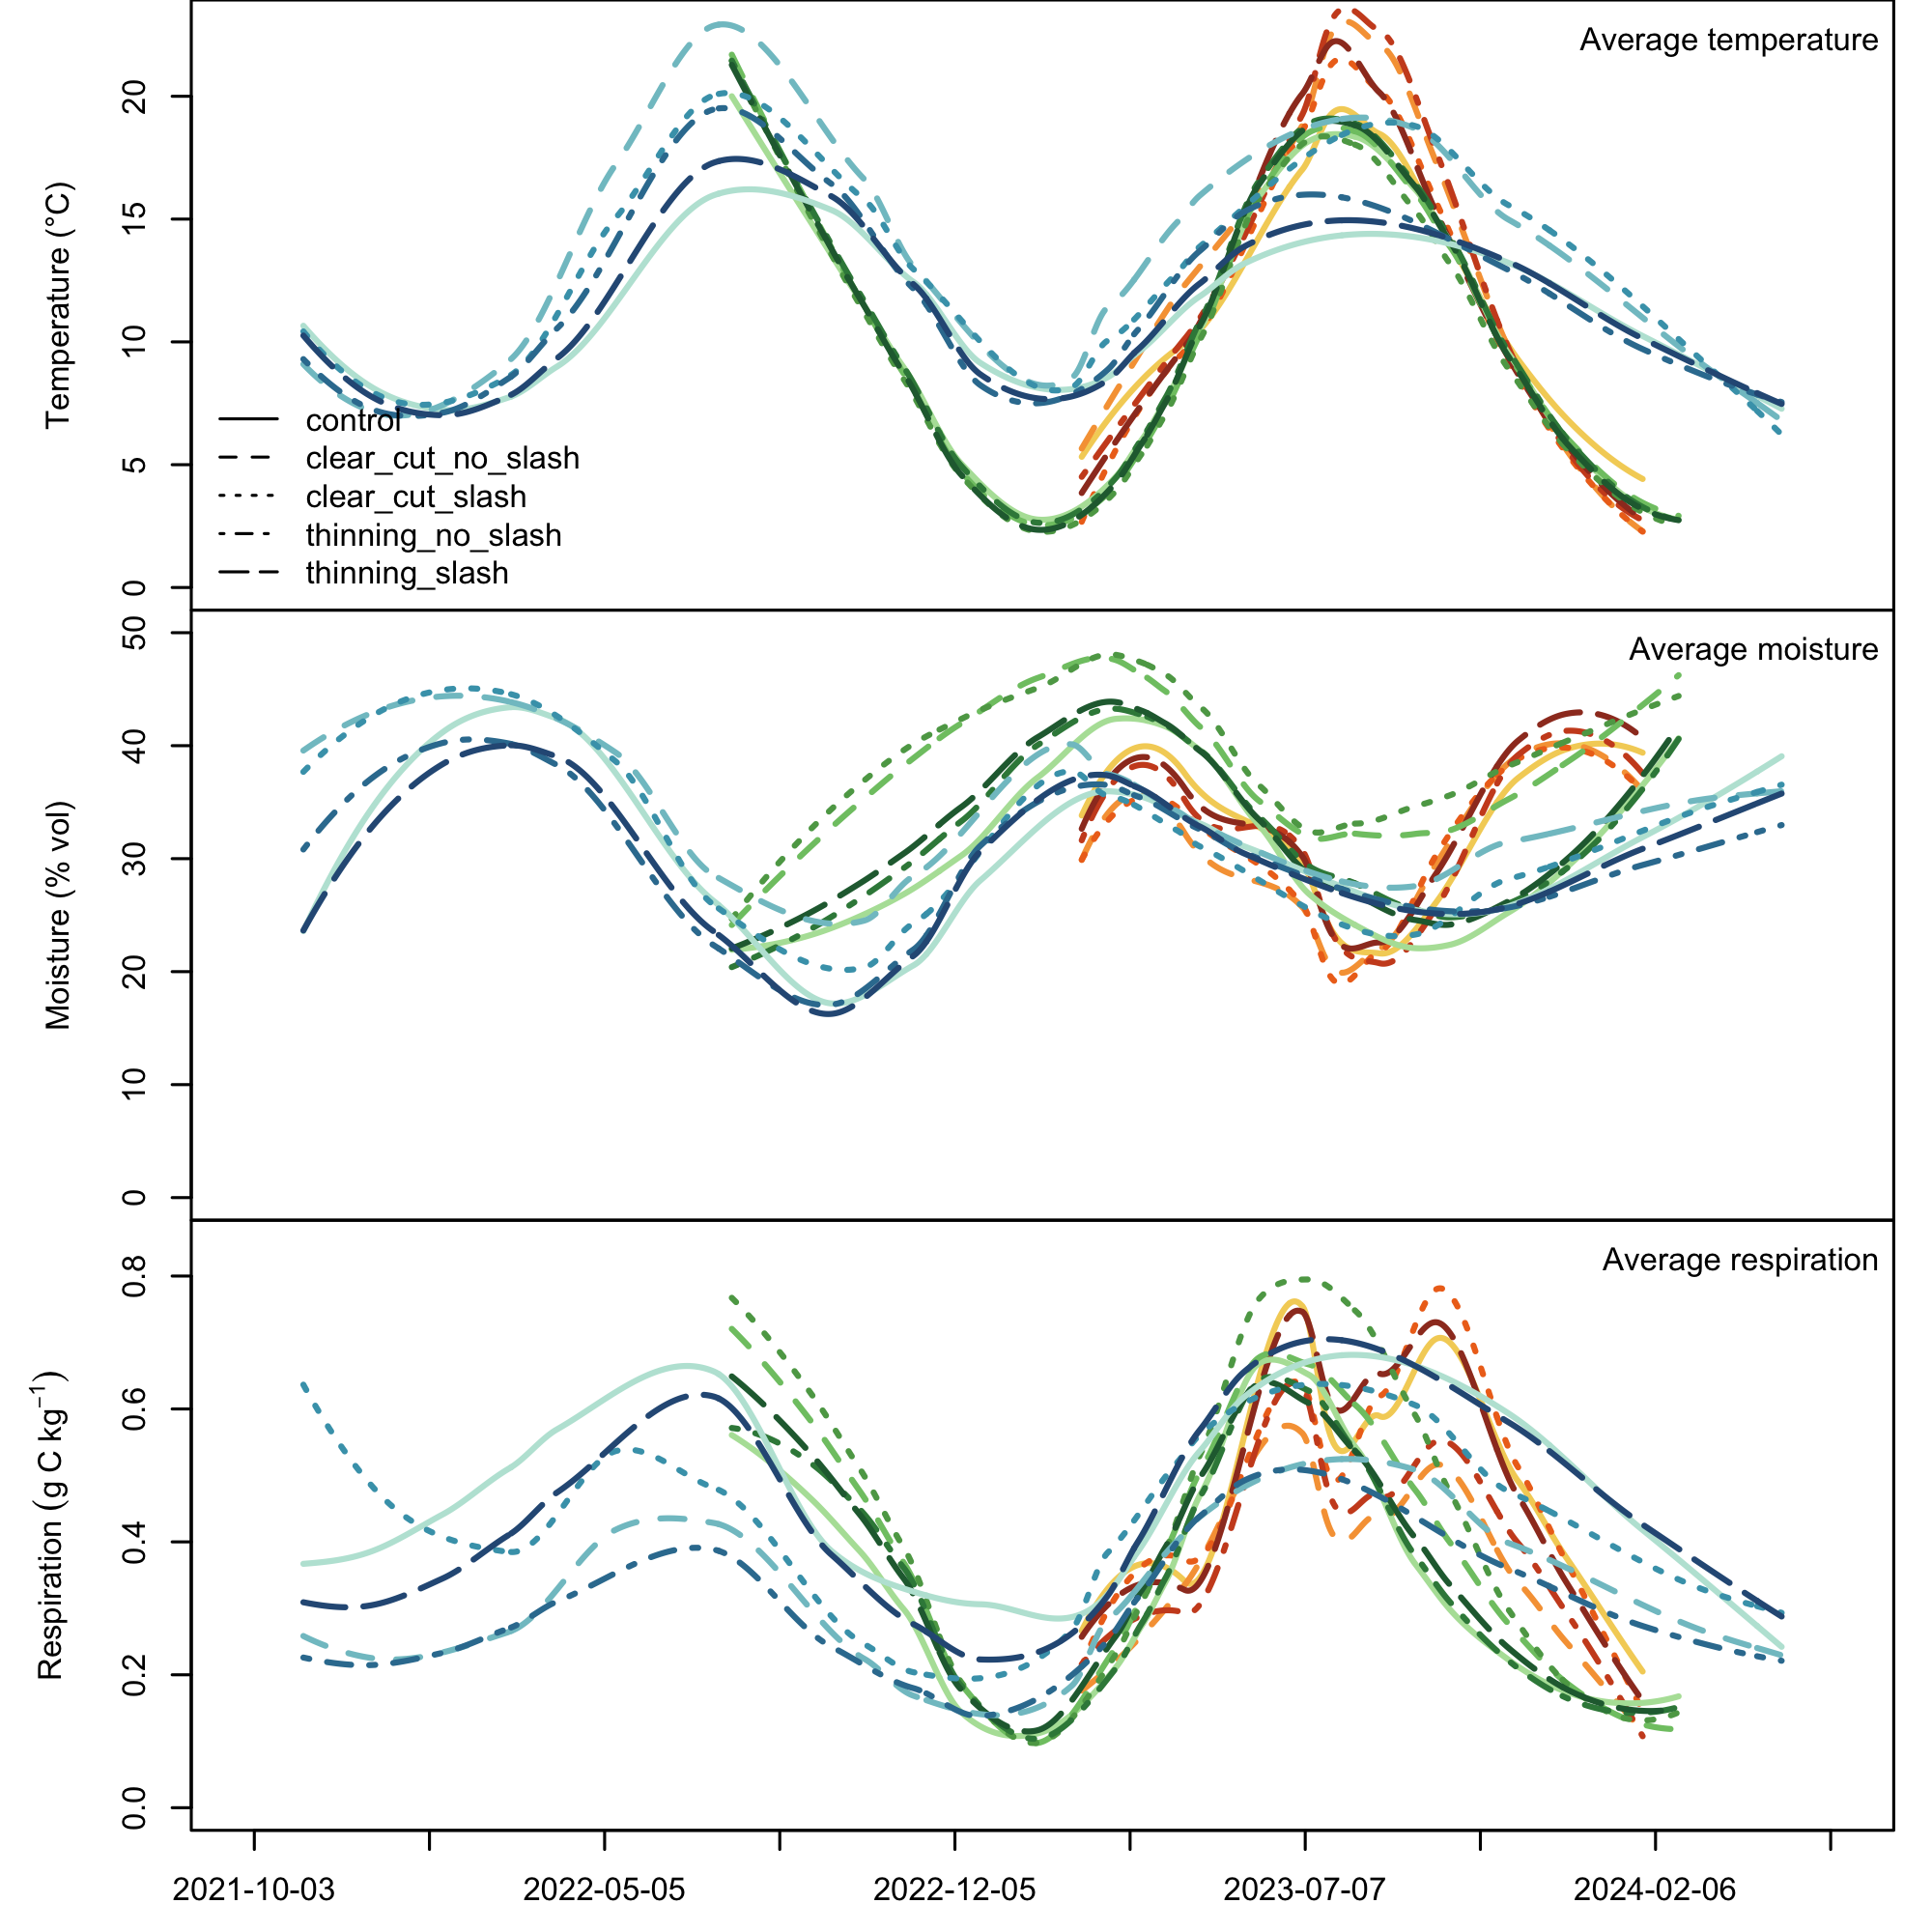 Average temperature
Temperature (°C)
20
15
10
5
0
control
clear_cut_no_slash
clear_cut_slash
thinning_no_slash
thinning_slash
Average moisture
Moisture (% vol)
50
40
30
20
10
0
Average respiration
Respiration (g C kg⁻¹)
0.8
0.6
0.4
0.2
0.0
2021-10-03 2022-05-05 2022-12-05 2023-07-07 2024-02-06